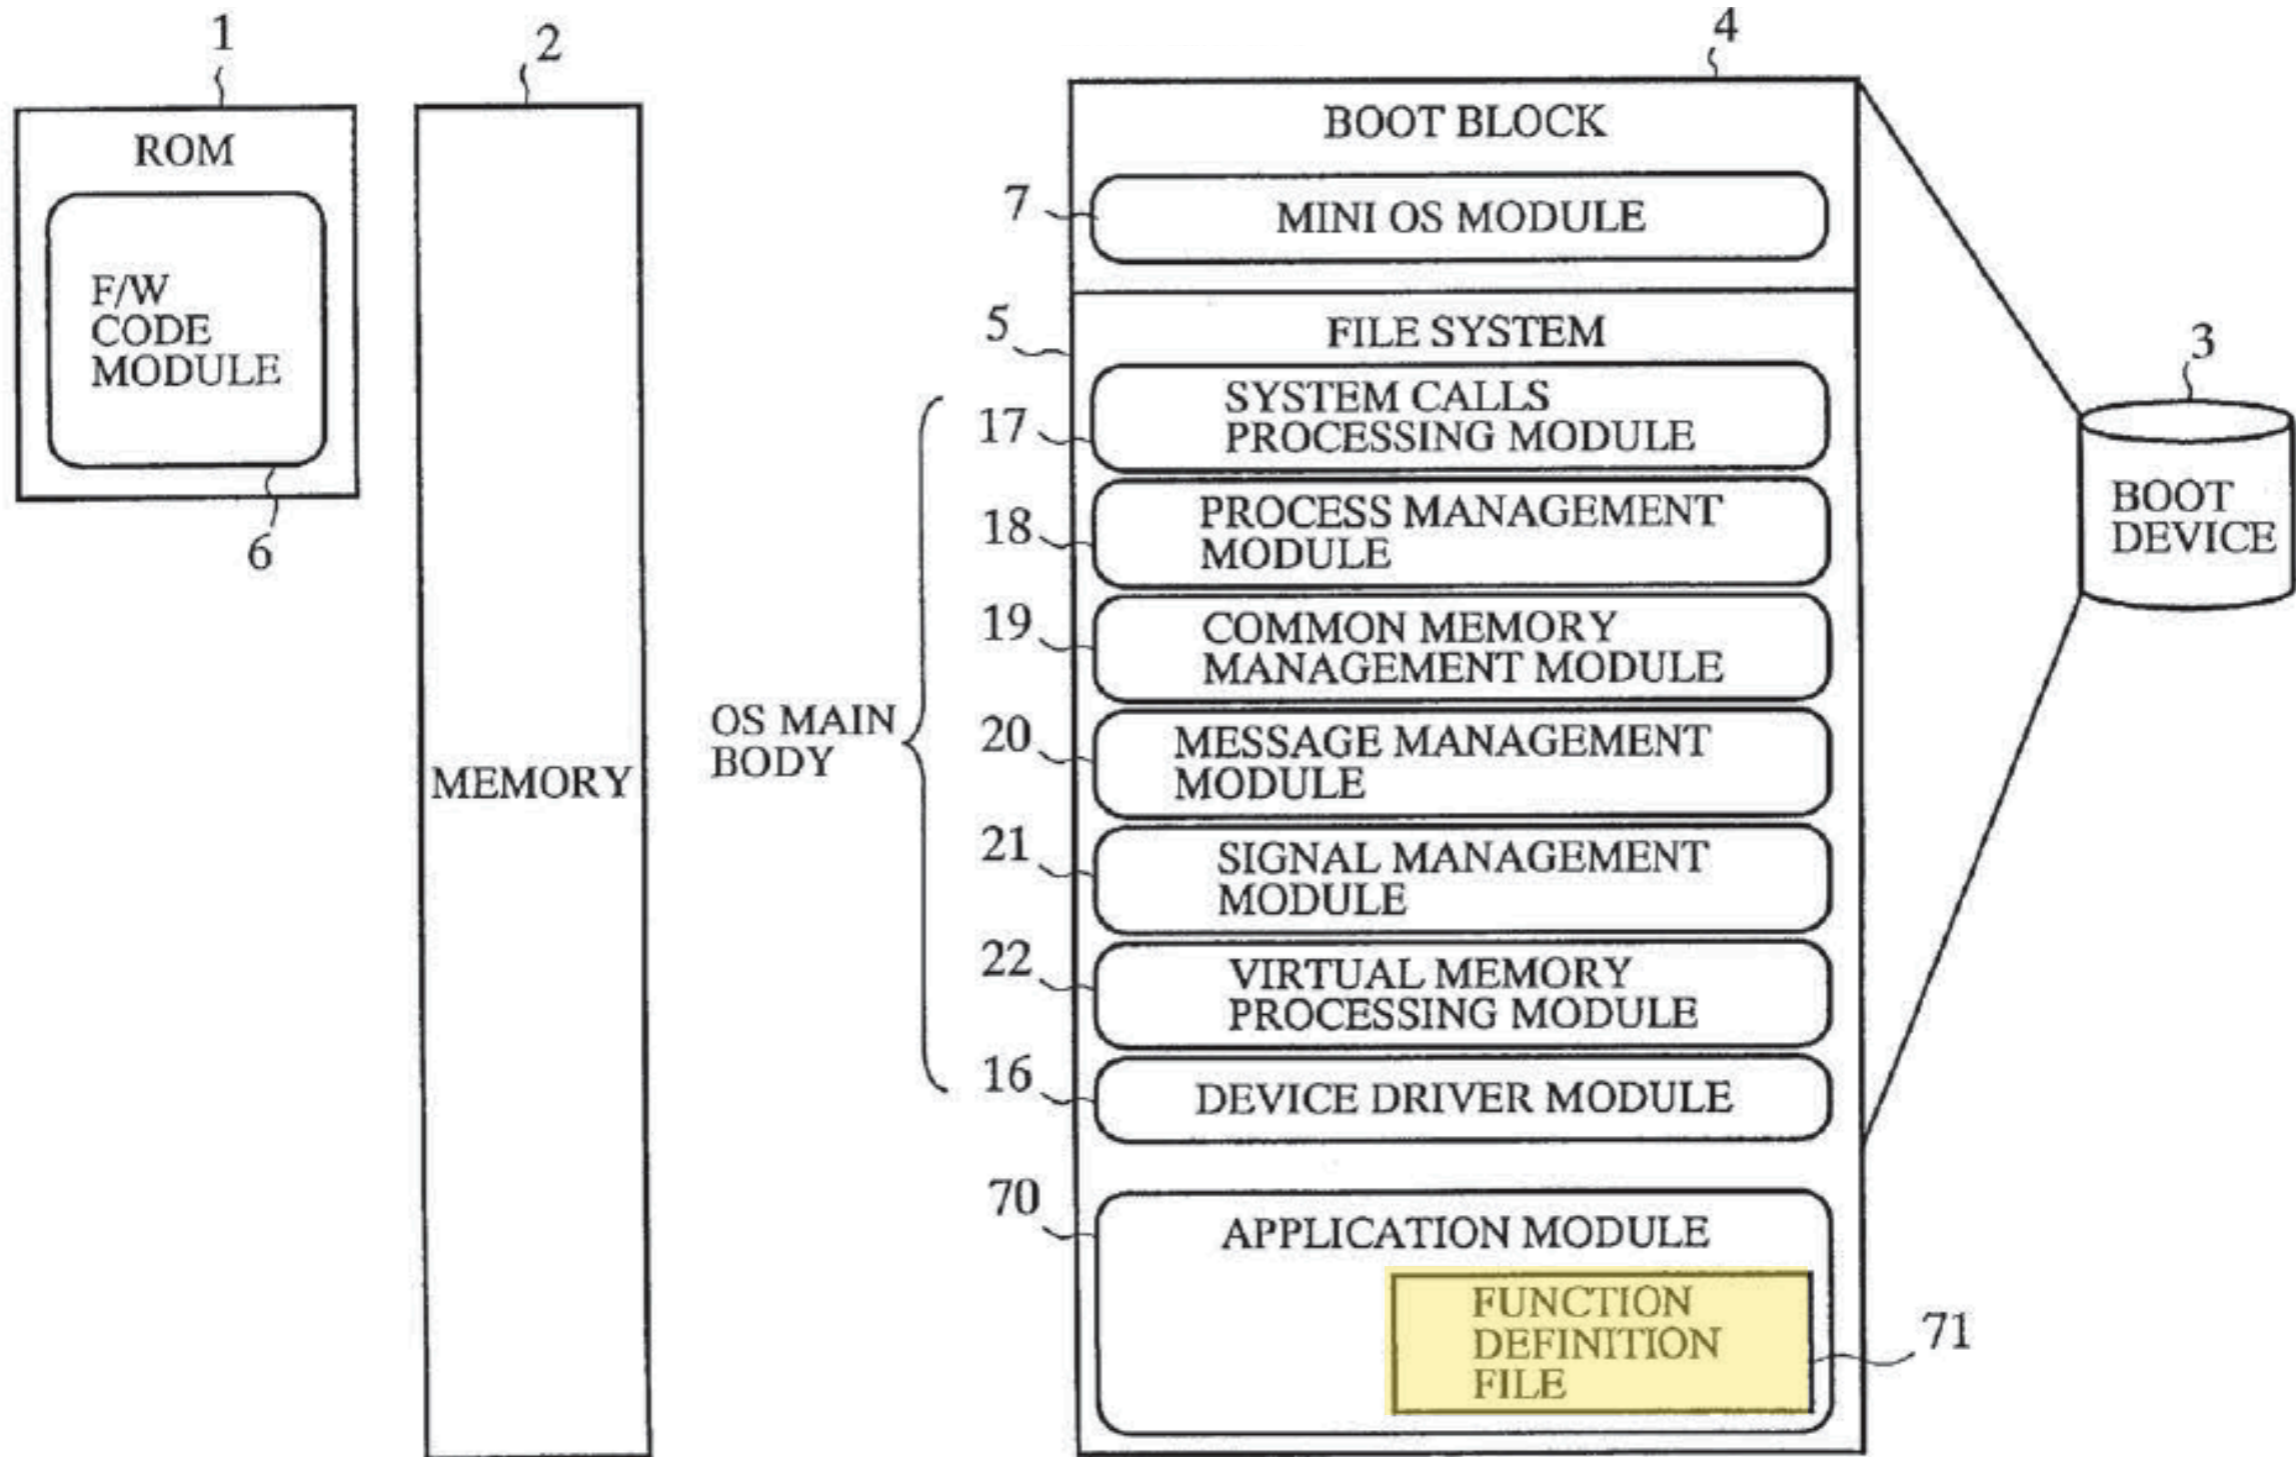 1
ROM
F/W
CODE
MODULE
6
2
MEMORY
4
BOOT BLOCK
7
MINI OS MODULE
5
FILE SYSTEM
OS MAIN
BODY
17
SYSTEM CALLS
PROCESSING MODULE
18
PROCESS MANAGEMENT
MODULE
19
COMMON MEMORY
MANAGEMENT MODULE
20
MESSAGE MANAGEMENT
MODULE
21
SIGNAL MANAGEMENT
MODULE
22
VIRTUAL MEMORY
PROCESSING MODULE
16
DEVICE DRIVER MODULE
70
APPLICATION MODULE
FUNCTION
DEFINITION
FILE
71
3
BOOT
DEVICE